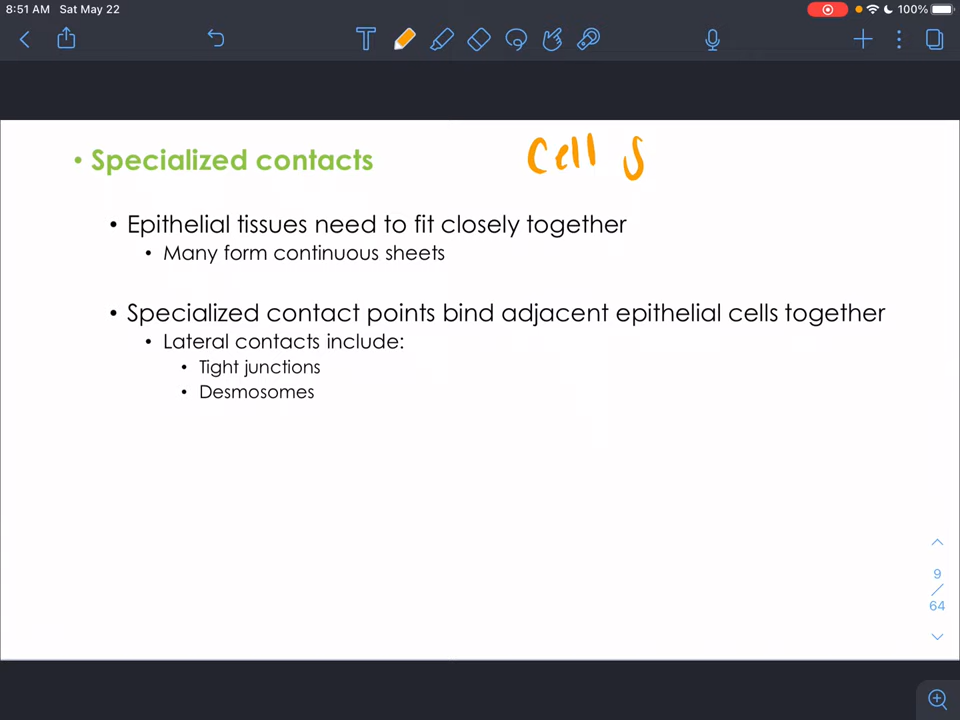 8:51 AM Sat May 22
100%
T
• Specialized contacts
Cell
• Epithelial tissues need to fit closely together
• Many form continuous sheets
• Specialized contact points bind adjacent epithelial cells together
• Lateral contacts include:
• Tight junctions
• Desmosomes
9
/
64